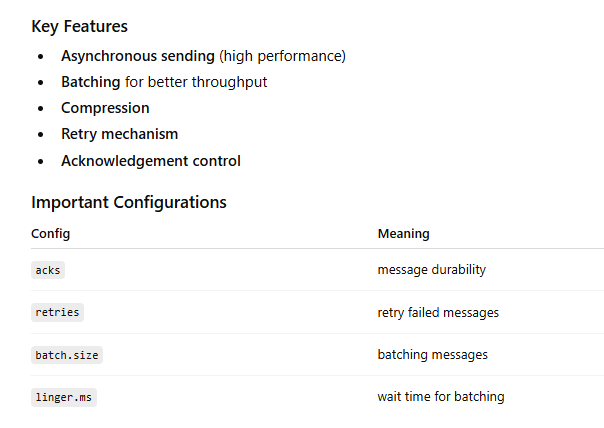 Key Features
Asynchronous sending (high performance)
Batching for better throughput
Compression
Retry mechanism
Acknowledgement control
Important Configurations
Config Meaning
acks message durability
retries retry failed messages
batch.size batching messages
linger.ms wait time for batching